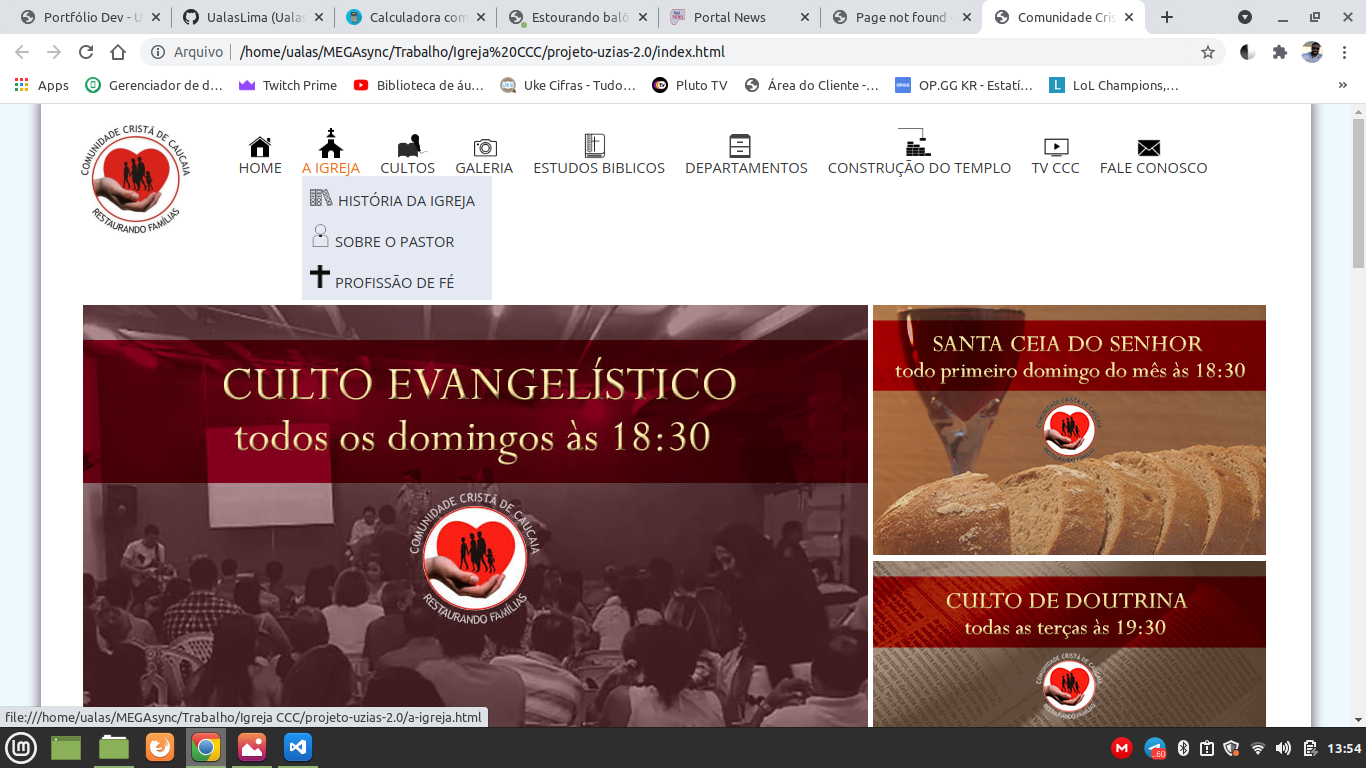 Portfólio Dev - U
UalasLima (Ualas
Calculadora com
Estourando balõ
Portal News
Page not found -
Comunidade Cris
Arquivo
/home/ualas/MEGAsync/Trabalho/Igreja%20CCC/projeto-uzias-2.0/index.html
Apps
Gerenciador de d...
Twitch Prime
Biblioteca de áu...
Uke Cifras - Tudo...
Pluto TV
Área do Cliente -...
OP.GG KR - Estatí...
LoL Champions,...
»
COMUNIDADE CRISTÃ DE CAUCAIA
RESTAURANDO FAMÍLIAS
HOME
A IGREJA
CULTOS
GALERIA
ESTUDOS BIBLICOS
DEPARTAMENTOS
CONSTRUÇÃO DO TEMPLO
TV CCC
FALE CONOSCO
HISTÓRIA DA IGREJA
SOBRE O PASTOR
PROFISSÃO DE FÉ
CULTO EVANGELÍSTICO
todos os domingos às 18:30
COMUNIDADE CRISTÃ DE CAUCAIA
RESTAURANDO FAMÍLIAS
SANTA CEIA DO SENHOR
todo primeiro domingo do mês às 18:30
COMUNIDADE CRISTÃ DE CAUCAIA
RESTAURANDO FAMÍLIAS
CULTO DE DOUTRINA
todas as terças às 19:30
COMUNIDADE CRISTÃ DE CAUCAIA
RESTAURANDO FAMÍLIAS
file:///home/ualas/MEGAsync/Trabalho/Igreja CCC/projeto-uzias-2.0/a-igreja.html
13:54